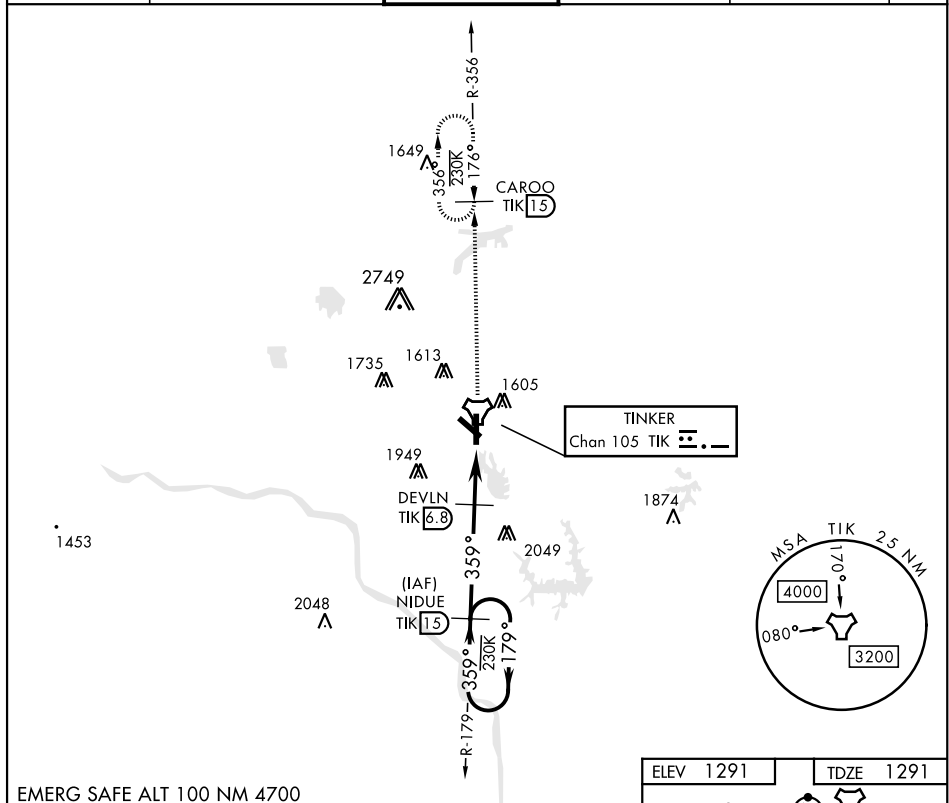 R-356
1649
356°
230K
176°
CAROO
TIK 15
2749
1735
1613
1605
TINKER
Chan 105 TIK
1949
DEVLN
TIK 6.8
1874
1453
359°
2049
(IAF)
NIDUE
TIK 15
2048
359°
230K
179°
R-179
MSA TIK 25 NM
170°
4000
080°
3200
EMERG SAFE ALT 100 NM 4700
ELEV 1291
TDZE 1291